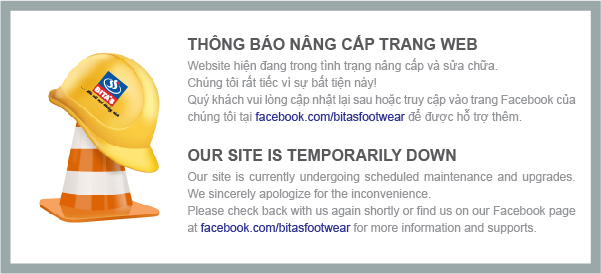 THÔNG BÁO NÂNG CẤP TRANG WEB
Website hiện đang trong tình trạng nâng cấp và sửa chữa.
Chúng tôi rất tiếc vì sự bất tiện này!
Quý khách vui lòng cập nhật lại sau hoặc truy cập vào trang Facebook của
chúng tôi tại facebook.com/bitasfootwear để được hỗ trợ thêm.
OUR SITE IS TEMPORARILY DOWN
Our site is currently undergoing scheduled maintenance and upgrades.
We sincerely apologize for the inconvenience.
Please check back with us again shortly or find us on our Facebook page
at facebook.com/bitasfootwear for more information and supports.
BITA'S